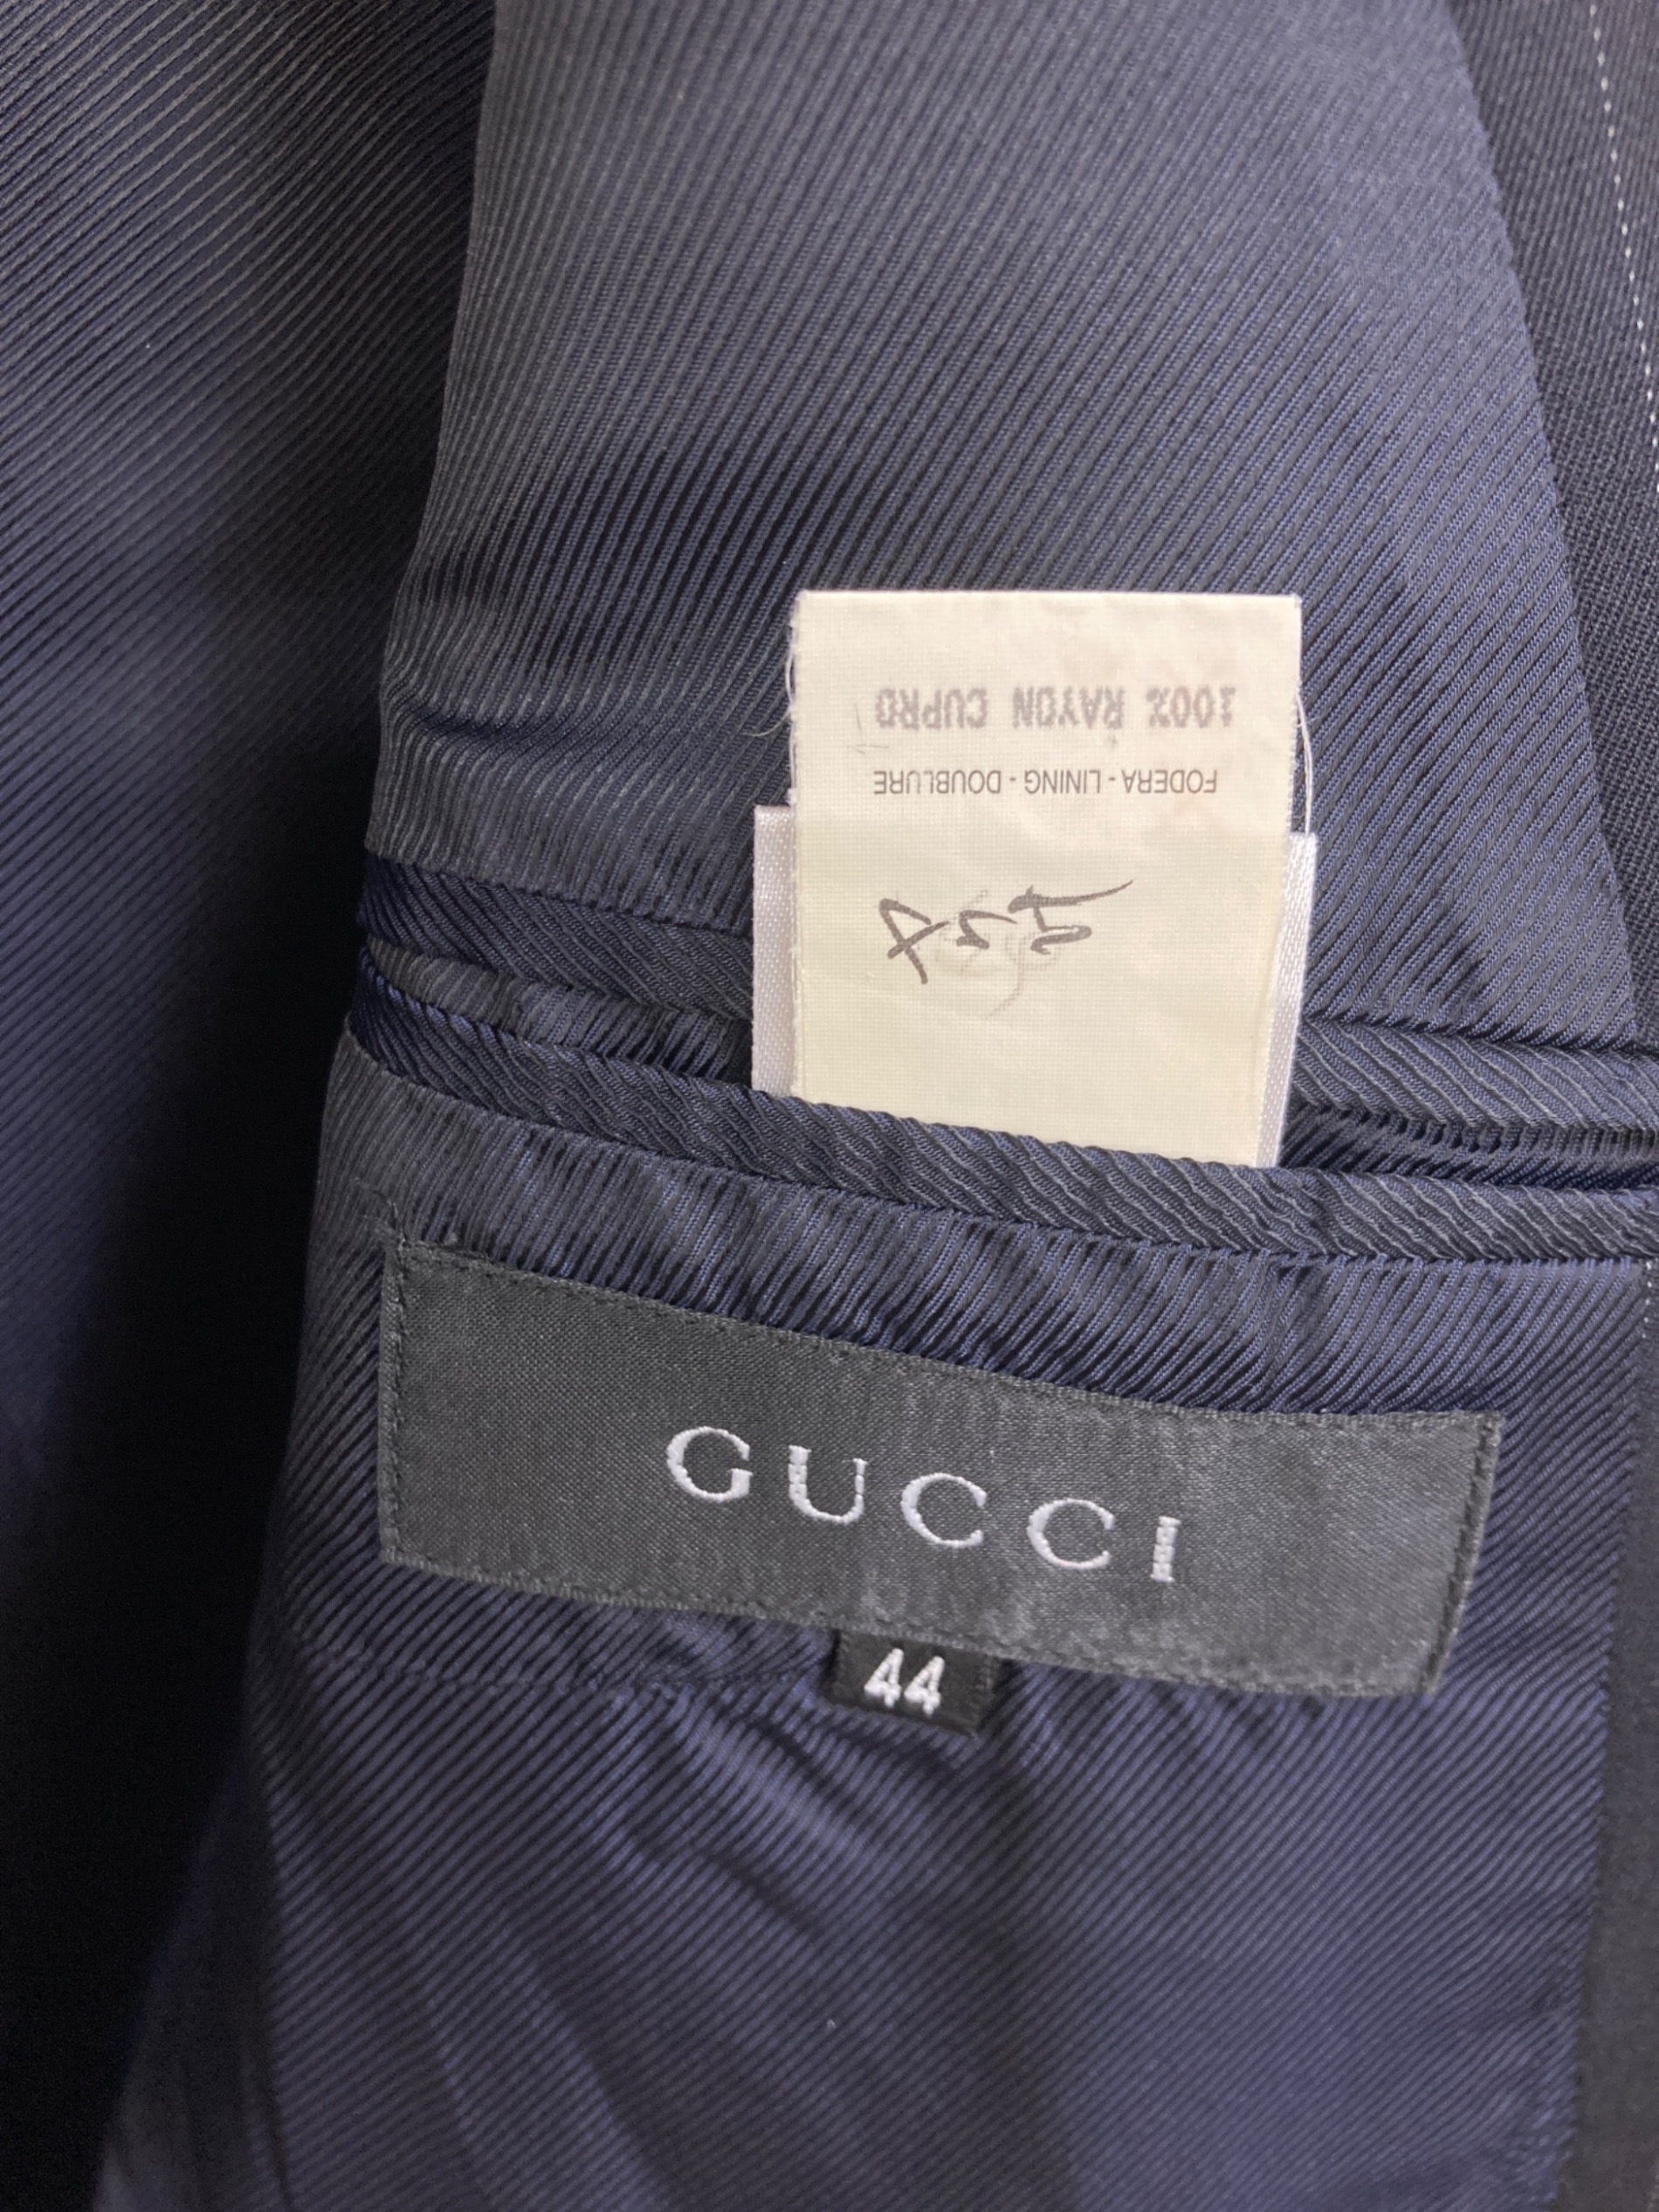 100% RAYON CUPRO
FODERA - LINING - DOUBLURE
GUCCI
44